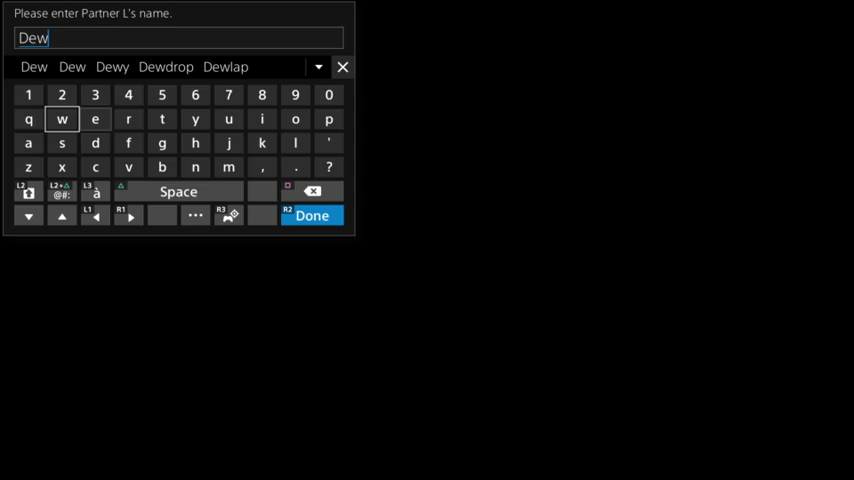 Please enter Partner L's name.
Dew
Dew Dew Dewy Dewdrop Dewlap
1 2 3 4 5 6 7 8 9 0
q w e r t y u i o p
a s d f g h j k l '
z x c v b n m , . ?
L2 L2+△ @#: L3 à △ Space □
L1 R1 ... R3 R2 Done